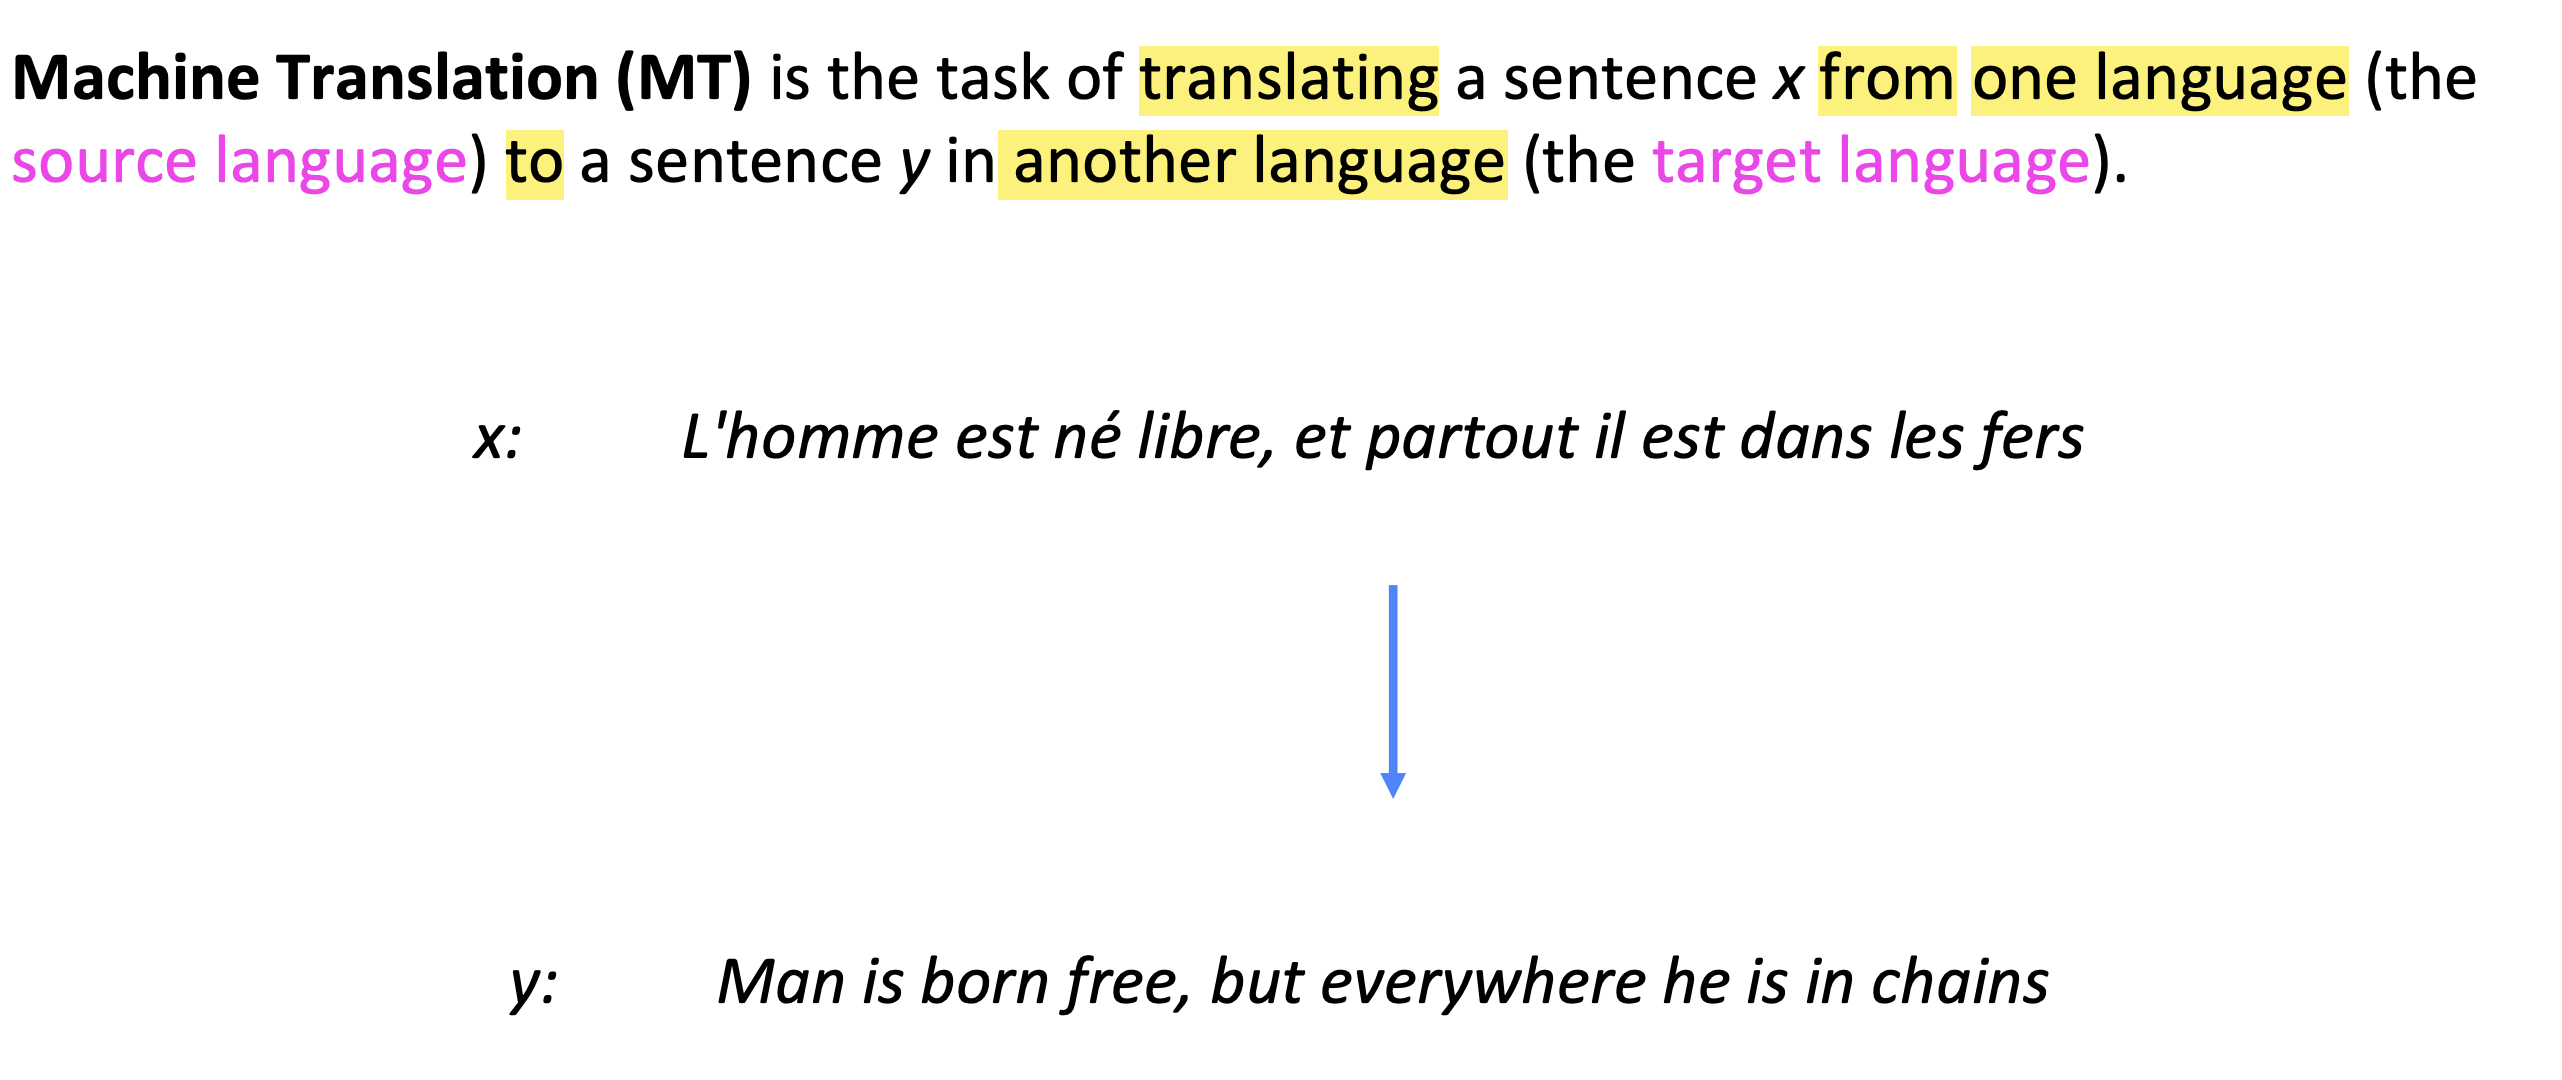 Machine Translation (MT) is the task of translating a sentence x from one language (the
source language) to a sentence y in another language (the target language).
x: L'homme est né libre, et partout il est dans les fers
y: Man is born free, but everywhere he is in chains